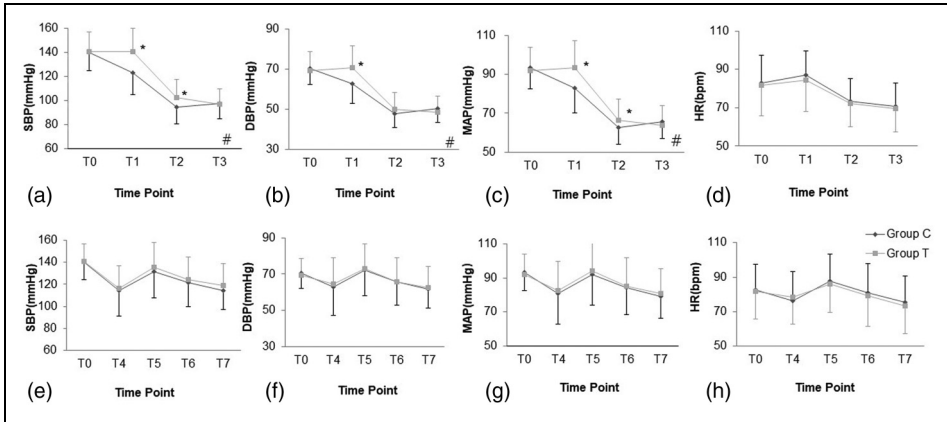 160
140
120
100
80
60
SBP(mmHg)
*
*
#
T0 T1 T2 T3
(a) Time Point
90
70
50
30
DBP(mmHg)
*
#
T0 T1 T2 T3
(b) Time Point
110
90
70
50
MAP(mmHg)
*
*
#
T0 T1 T2 T3
(c) Time Point
110
90
70
50
HR(bpm)
T0 T1 T2 T3
(d) Time Point
160
140
120
100
80
60
SBP(mmHg)
T0 T4 T5 T6 T7
(e) Time Point
90
70
50
30
DBP(mmHg)
T0 T4 T5 T6 T7
(f) Time Point
110
90
70
50
MAP(mmHg)
T0 T4 T5 T6 T7
(g) Time Point
110
90
70
50
HR(bpm)
Group C
Group T
T0 T4 T5 T6 T7
(h) Time Point